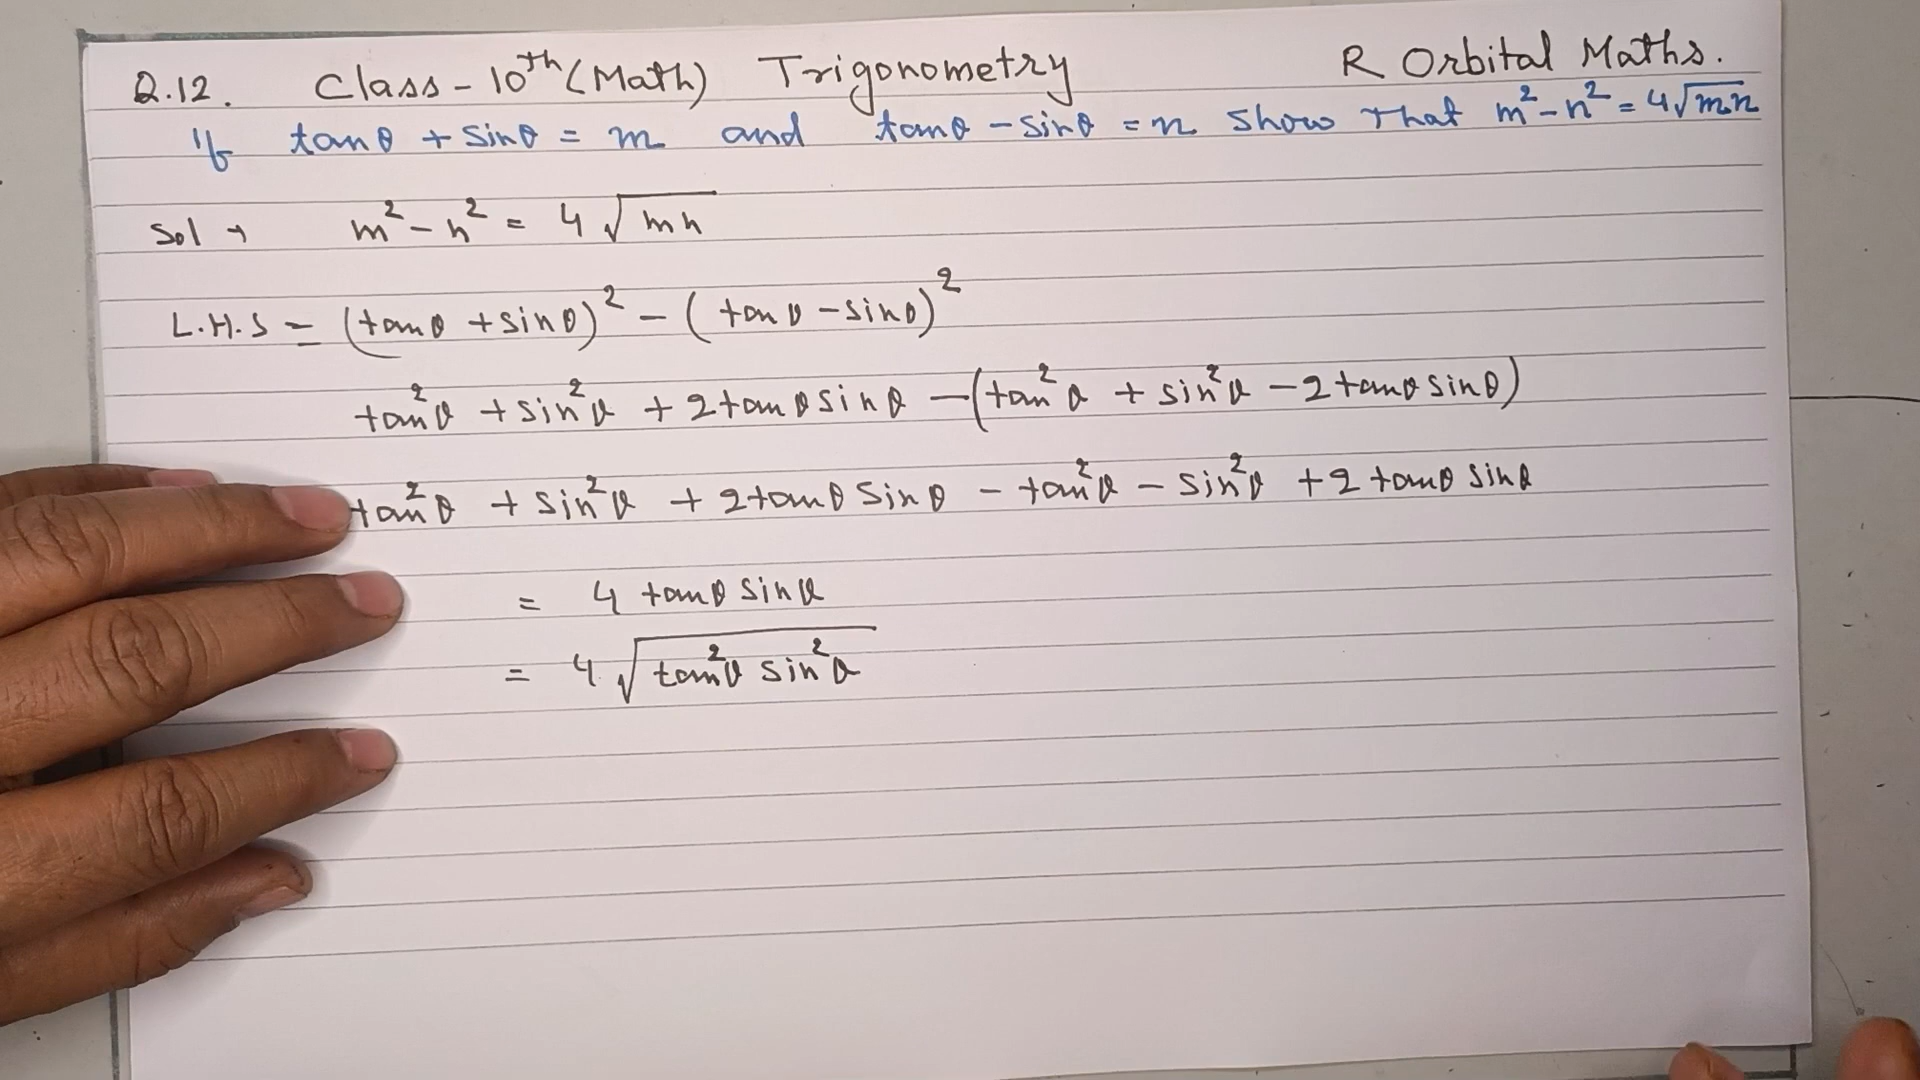 Q.12. Class - 10th (Math) Trigonometry R Orbital Maths.
If tanθ + sinθ = m and tanθ - sinθ = n show that m² - n² = 4√mn
Sol → m² - n² = 4√mn
L.H.S = (tanθ + sinθ)² - (tanθ - sinθ)²
tan²θ + sin²θ + 2tanθ sinθ - (tan²θ + sin²θ - 2tanθ sinθ)
tan²θ + sin²θ + 2tanθ sinθ - tan²θ - sin²θ + 2tanθ sinθ
= 4 tanθ sinθ
= 4√tan²θ sin²θ